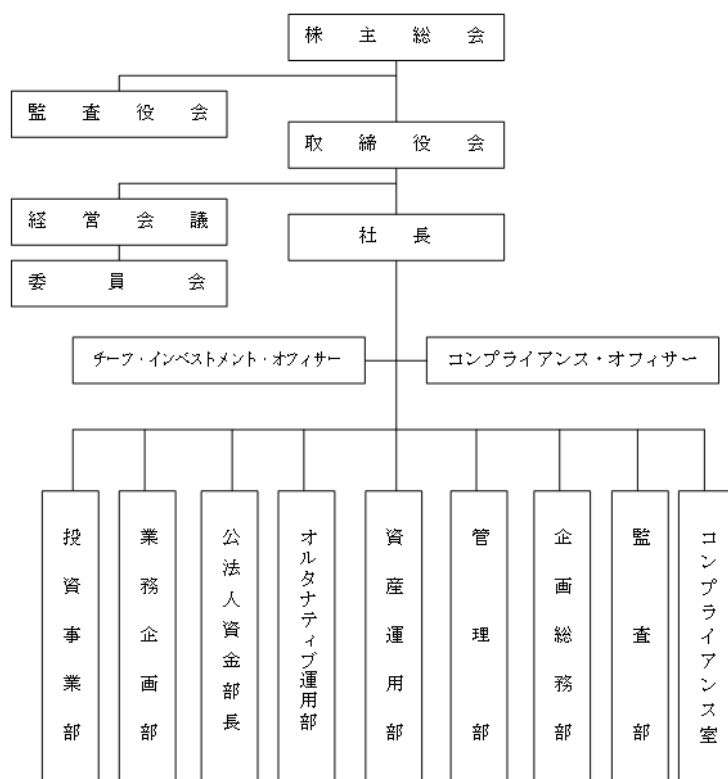 株主総会
監査役会
取締役会
経営会議
社長
委員会
チーフ・インベストメント・オフィサー
コンプライアンス・オフィサー
投資事業部
業務企画部
公法人資金部長
オルタナティブ運用部
資産運用部
管理部
企画総務部
監査部
コンプライアンス室